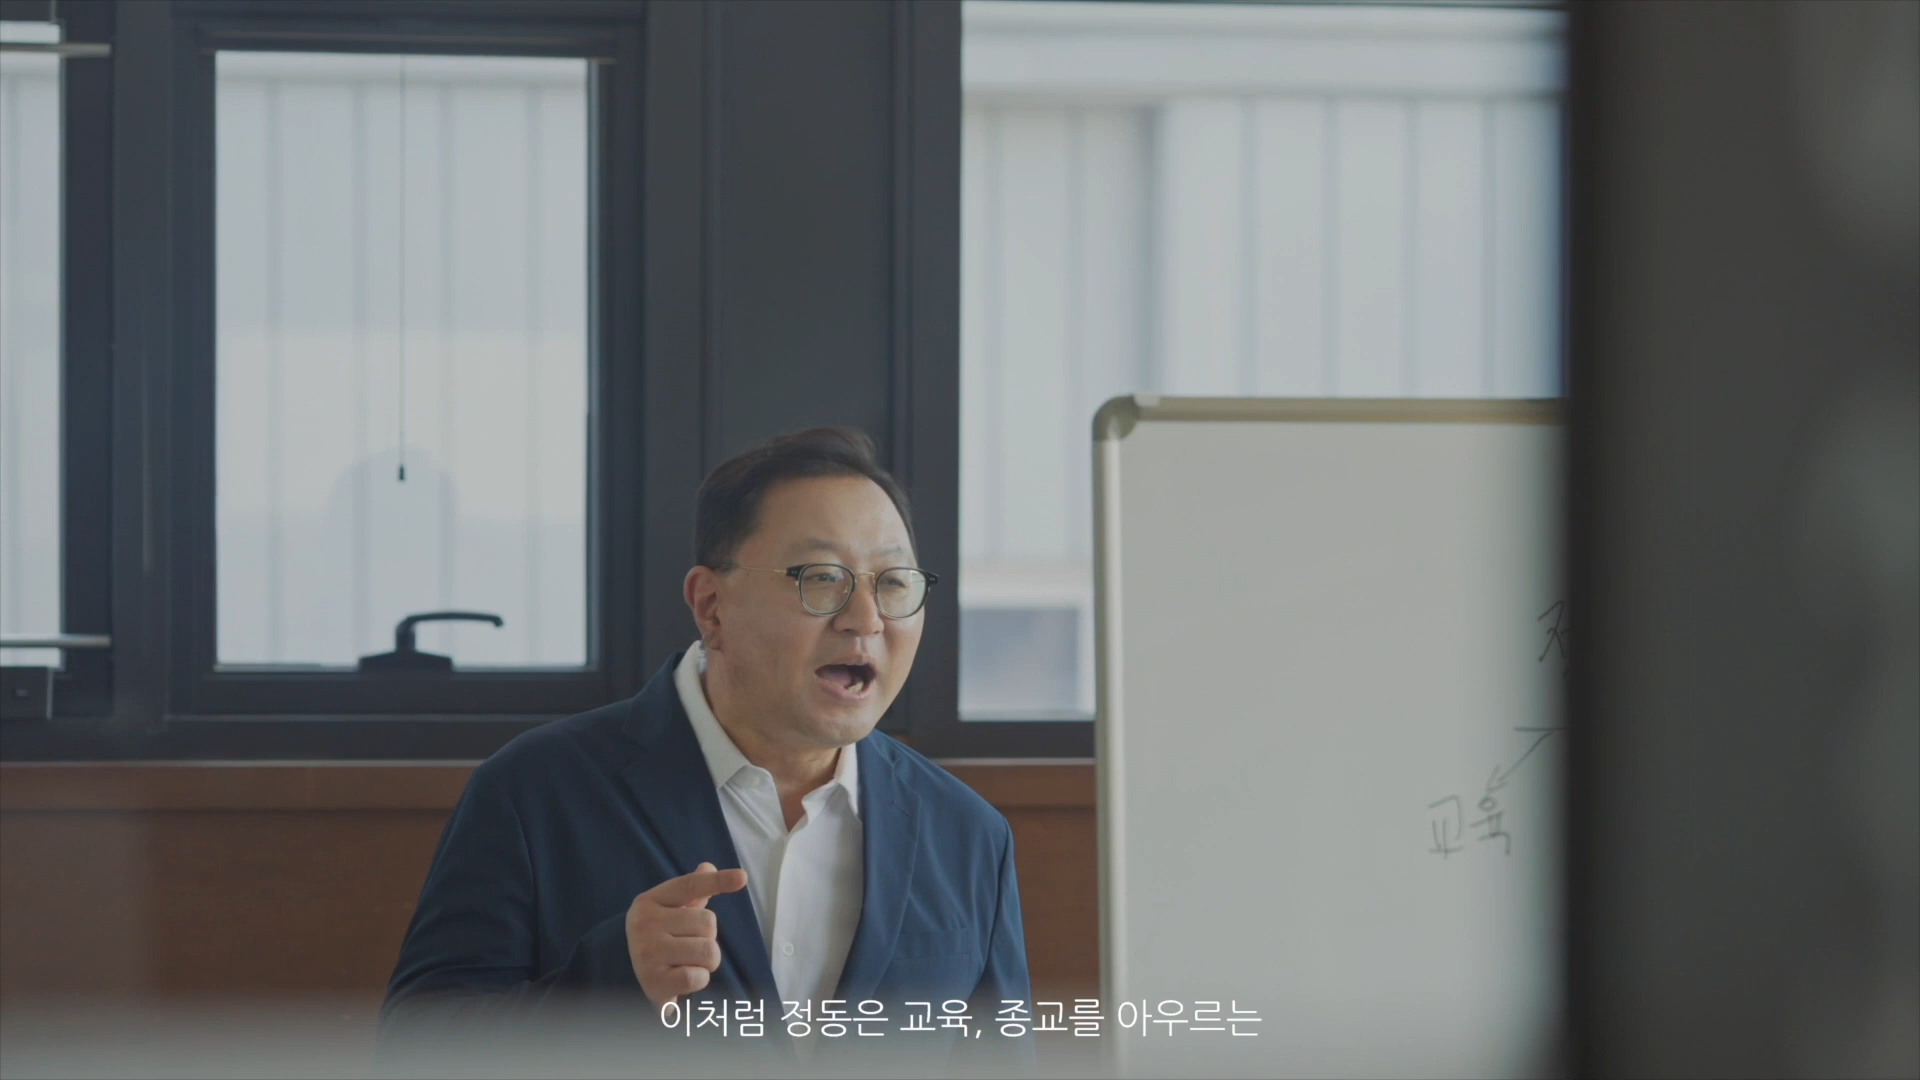 교육
이처럼 정동은 교육, 종교를 아우르는